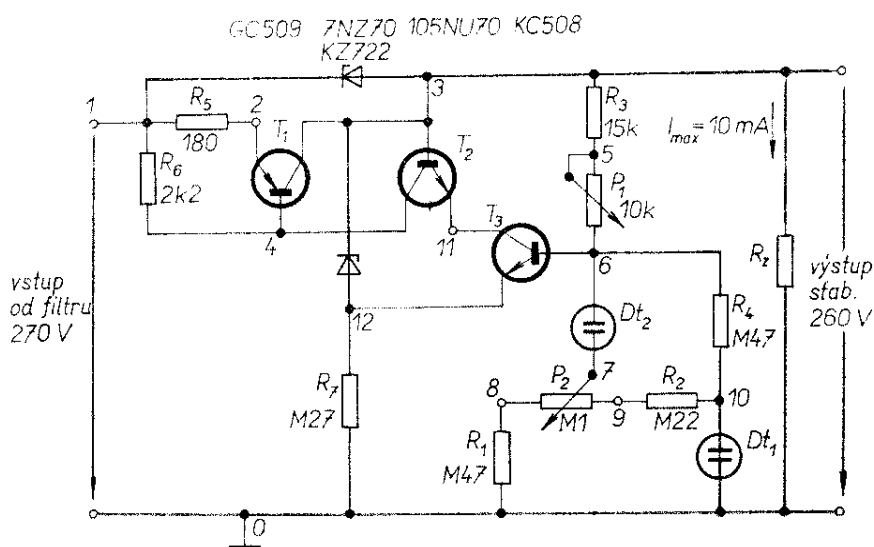 GC509 7NZ70 105NU70 KC508
KZ722
1
R5
180
2
T1
3
T2
R3
15k
Imax = 10 mA
R6
2k2
5
P1
10k
4
11
T3
6
Rz
vstup
od filtru
270 V
výstup
stab.
260 V
12
Dt2
R4
M47
R7
M27
8
P2
M1
7
9
R2
M22
10
R1
M47
Dt1
0